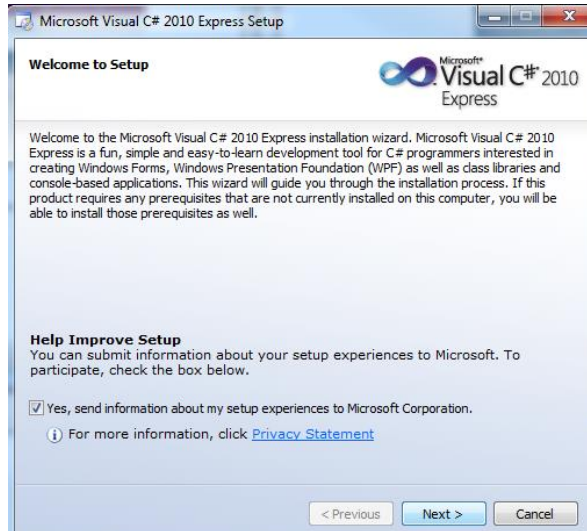 Microsoft Visual C# 2010 Express Setup
Welcome to Setup
Microsoft®
Visual C#® 2010
Express
Welcome to the Microsoft Visual C# 2010 Express installation wizard. Microsoft Visual C# 2010
Express is a fun, simple and easy-to-learn development tool for C# programmers interested in
creating Windows Forms, Windows Presentation Foundation (WPF) as well as class libraries and
console-based applications. This wizard will guide you through the installation process. If this
product requires any prerequisites that are not currently installed on this computer, you will be
able to install those prerequisites as well.
Help Improve Setup
You can submit information about your setup experiences to Microsoft. To
participate, check the box below.
Yes, send information about my setup experiences to Microsoft Corporation.
For more information, click Privacy Statement
< Previous Next > Cancel